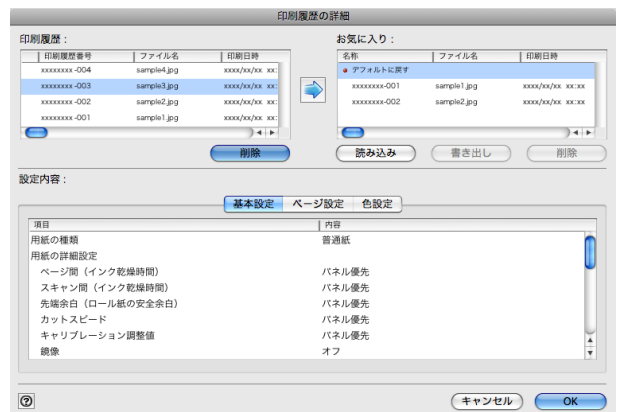 印刷履歴の詳細
印刷履歴：
お気に入り：
印刷履歴番号 ファイル名 印刷日時
xxxxxxxx -004 sample4.jpg xxxx/xx/xx xx:
xxxxxxxx -003 sample3.jpg xxxx/xx/xx xx:
xxxxxxxx -002 sample2.jpg xxxx/xx/xx xx:
xxxxxxxx -001 sample1.jpg xxxx/xx/xx xx:
削除
名称 ファイル名 印刷日時
デフォルトに戻す
xxxxxxxx-001 sample1.jpg xxxx/xx/xx xx:xx
xxxxxxxx-002 sample2.jpg xxxx/xx/xx xx:xx
読み込み 書き出し 削除
設定内容：
基本設定 ページ設定 色設定
項目 内容
用紙の種類 普通紙
用紙の詳細設定
ページ間（インク乾燥時間） パネル優先
スキャン間（インク乾燥時間） パネル優先
先端余白（ロール紙の安全余白） パネル優先
カットスピード パネル優先
キャリブレーション調整値 パネル優先
鏡像 オフ
? キャンセル OK